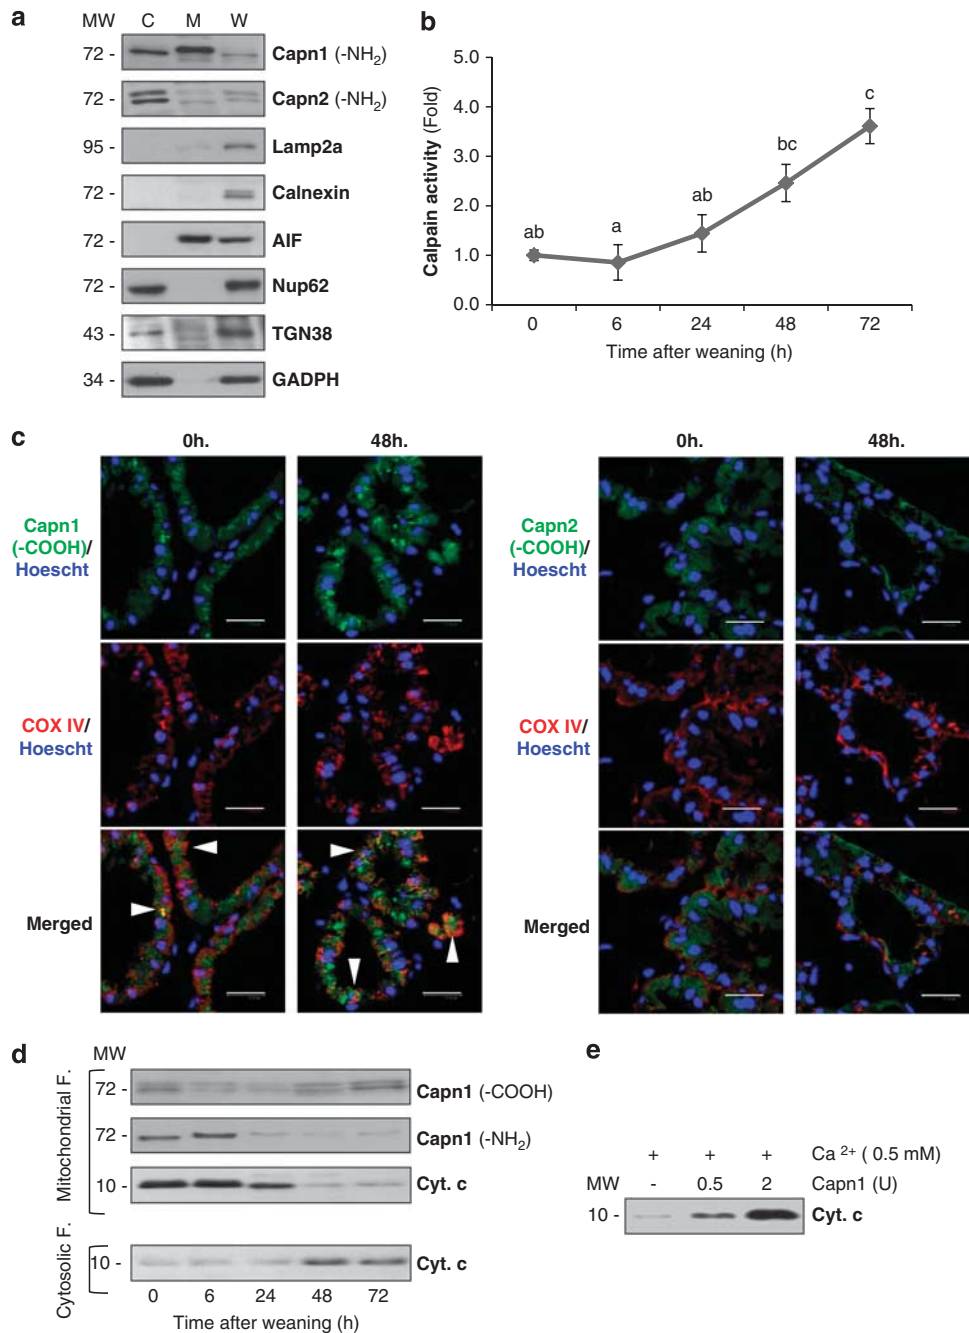 a
MW C M W
72 - Capn1 (-NH2)
72 - Capn2 (-NH2)
95 - Lamp2a
72 - Calnexin
72 - AIF
72 - Nup62
43 - TGN38
34 - GADPH
b
Calpain activity (Fold)
5.0
4.0
3.0
2.0
1.0
0.0
ab a ab bc c
0 6 24 48 72
Time after weaning (h)
c
0h. 48h.
Capn1
(-COOH)/
Hoescht
COX IV/
Hoescht
Merged
0h. 48h.
Capn2
(-COOH)/
Hoescht
COX IV/
Hoescht
Merged
d
MW
Mitochondrial F.
72 - Capn1 (-COOH)
72 - Capn1 (-NH2)
10 - Cyt. c
Cytosolic F.
10 - Cyt. c
0 6 24 48 72
Time after weaning (h)
e
+ + + Ca 2+ ( 0.5 mM)
MW - 0.5 2 Capn1 (U)
10 - Cyt. c